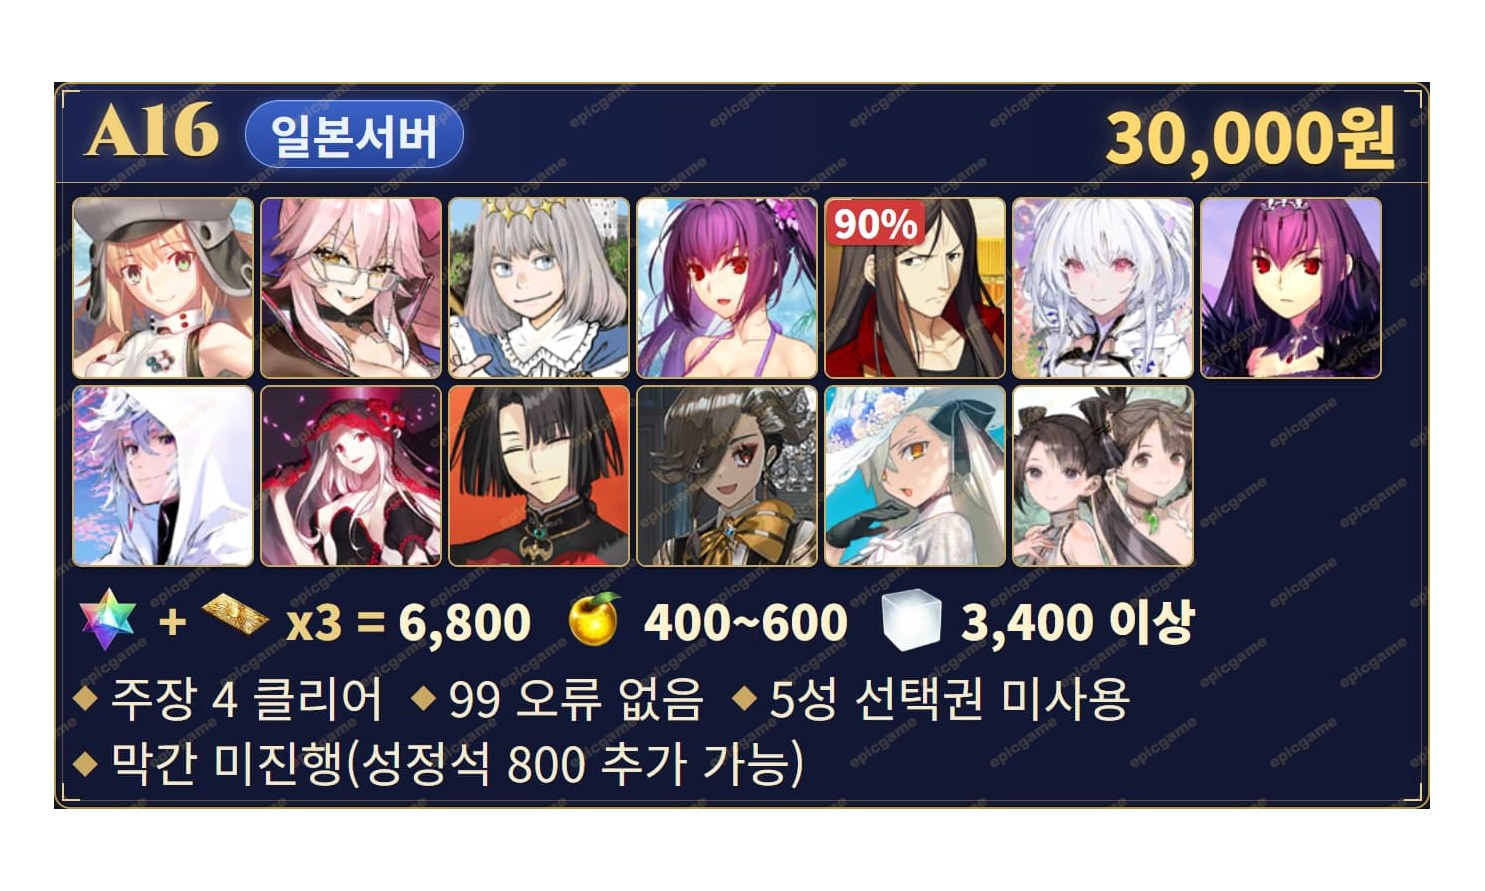 A16 일본서버 30,000원
90%
+ x3 = 6,800 400~600 3,400 이상
◆ 주장 4 클리어 ◆ 99 오류 없음 ◆ 5성 선택권 미사용
◆ 막간 미진행(성정석 800 추가 가능)
epicgame